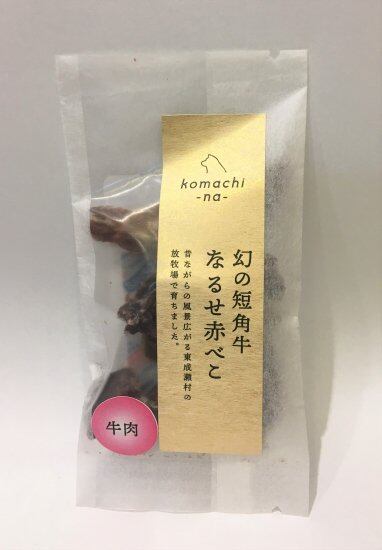 komachi
-na-
幻の短角牛
なるせ赤べこ
昔ながらの風景広がる東成瀬村の
放牧場で育ちました。
牛肉